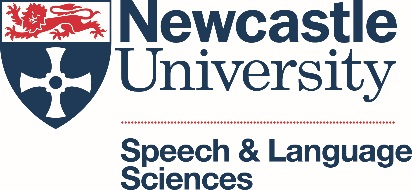 Newcastle
University
Speech & Language
Sciences